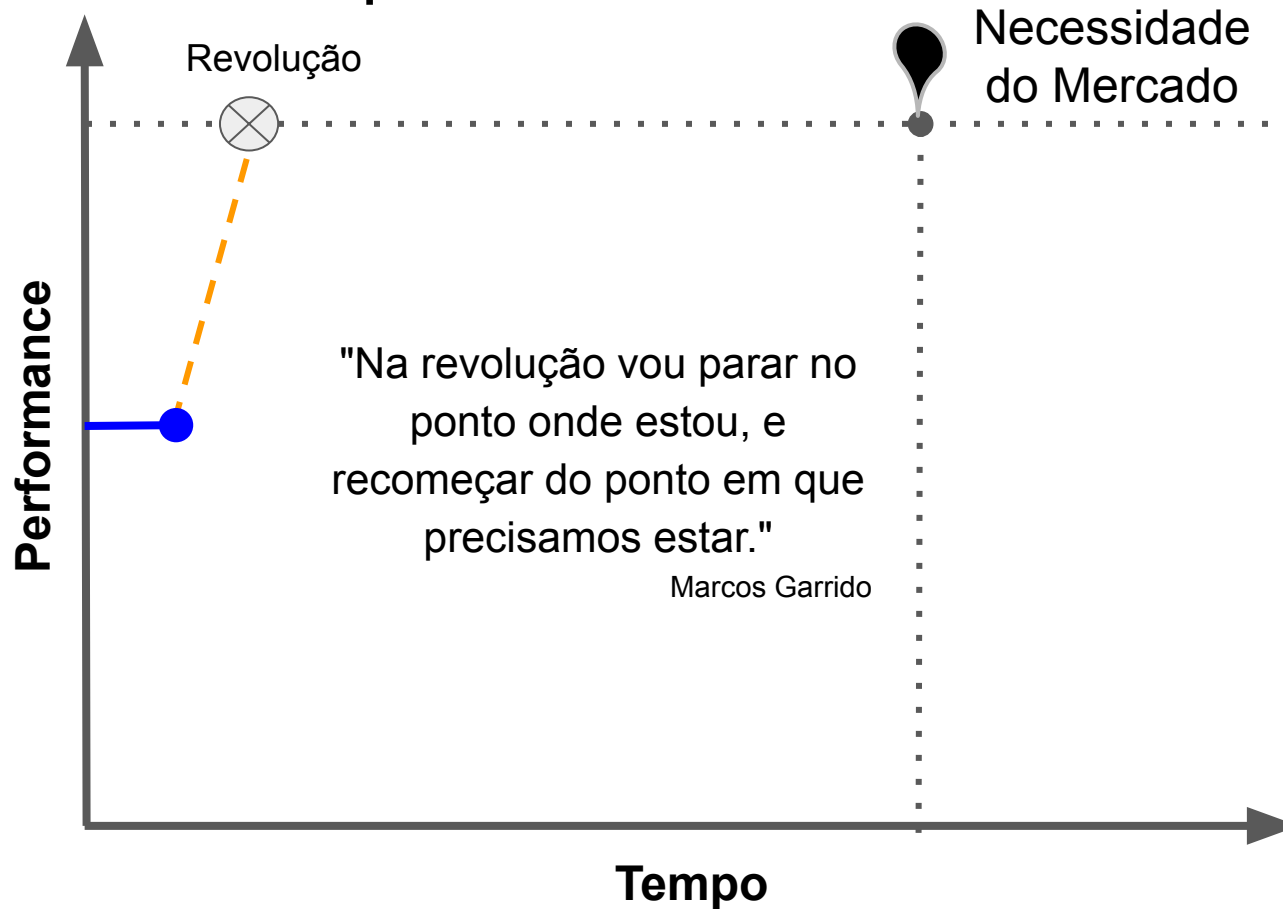 Revolução
Necessidade
do Mercado
Performance
"Na revolução vou parar no
ponto onde estou, e
recomeçar do ponto em que
precisamos estar."
Marcos Garrido
Tempo